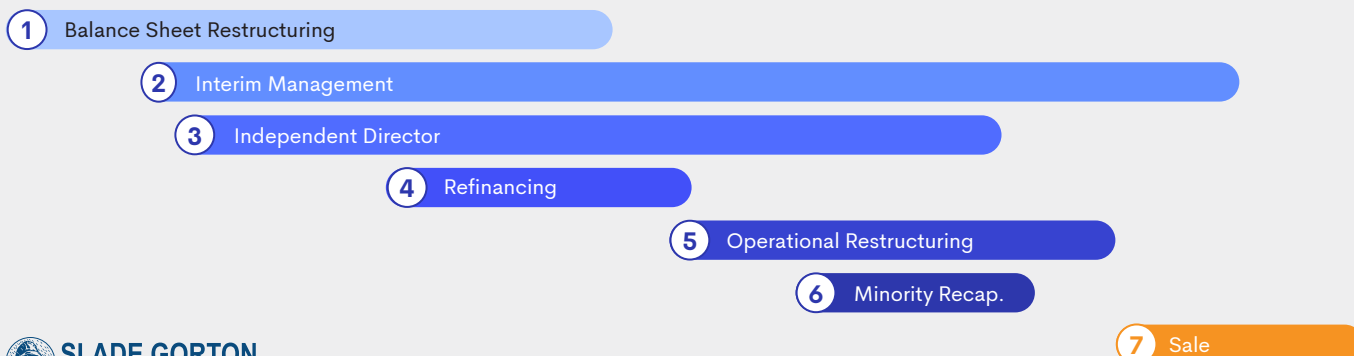 1 Balance Sheet Restructuring
2 Interim Management
3 Independent Director
4 Refinancing
5 Operational Restructuring
6 Minority Recap.
7 Sale
SLADE GORTON